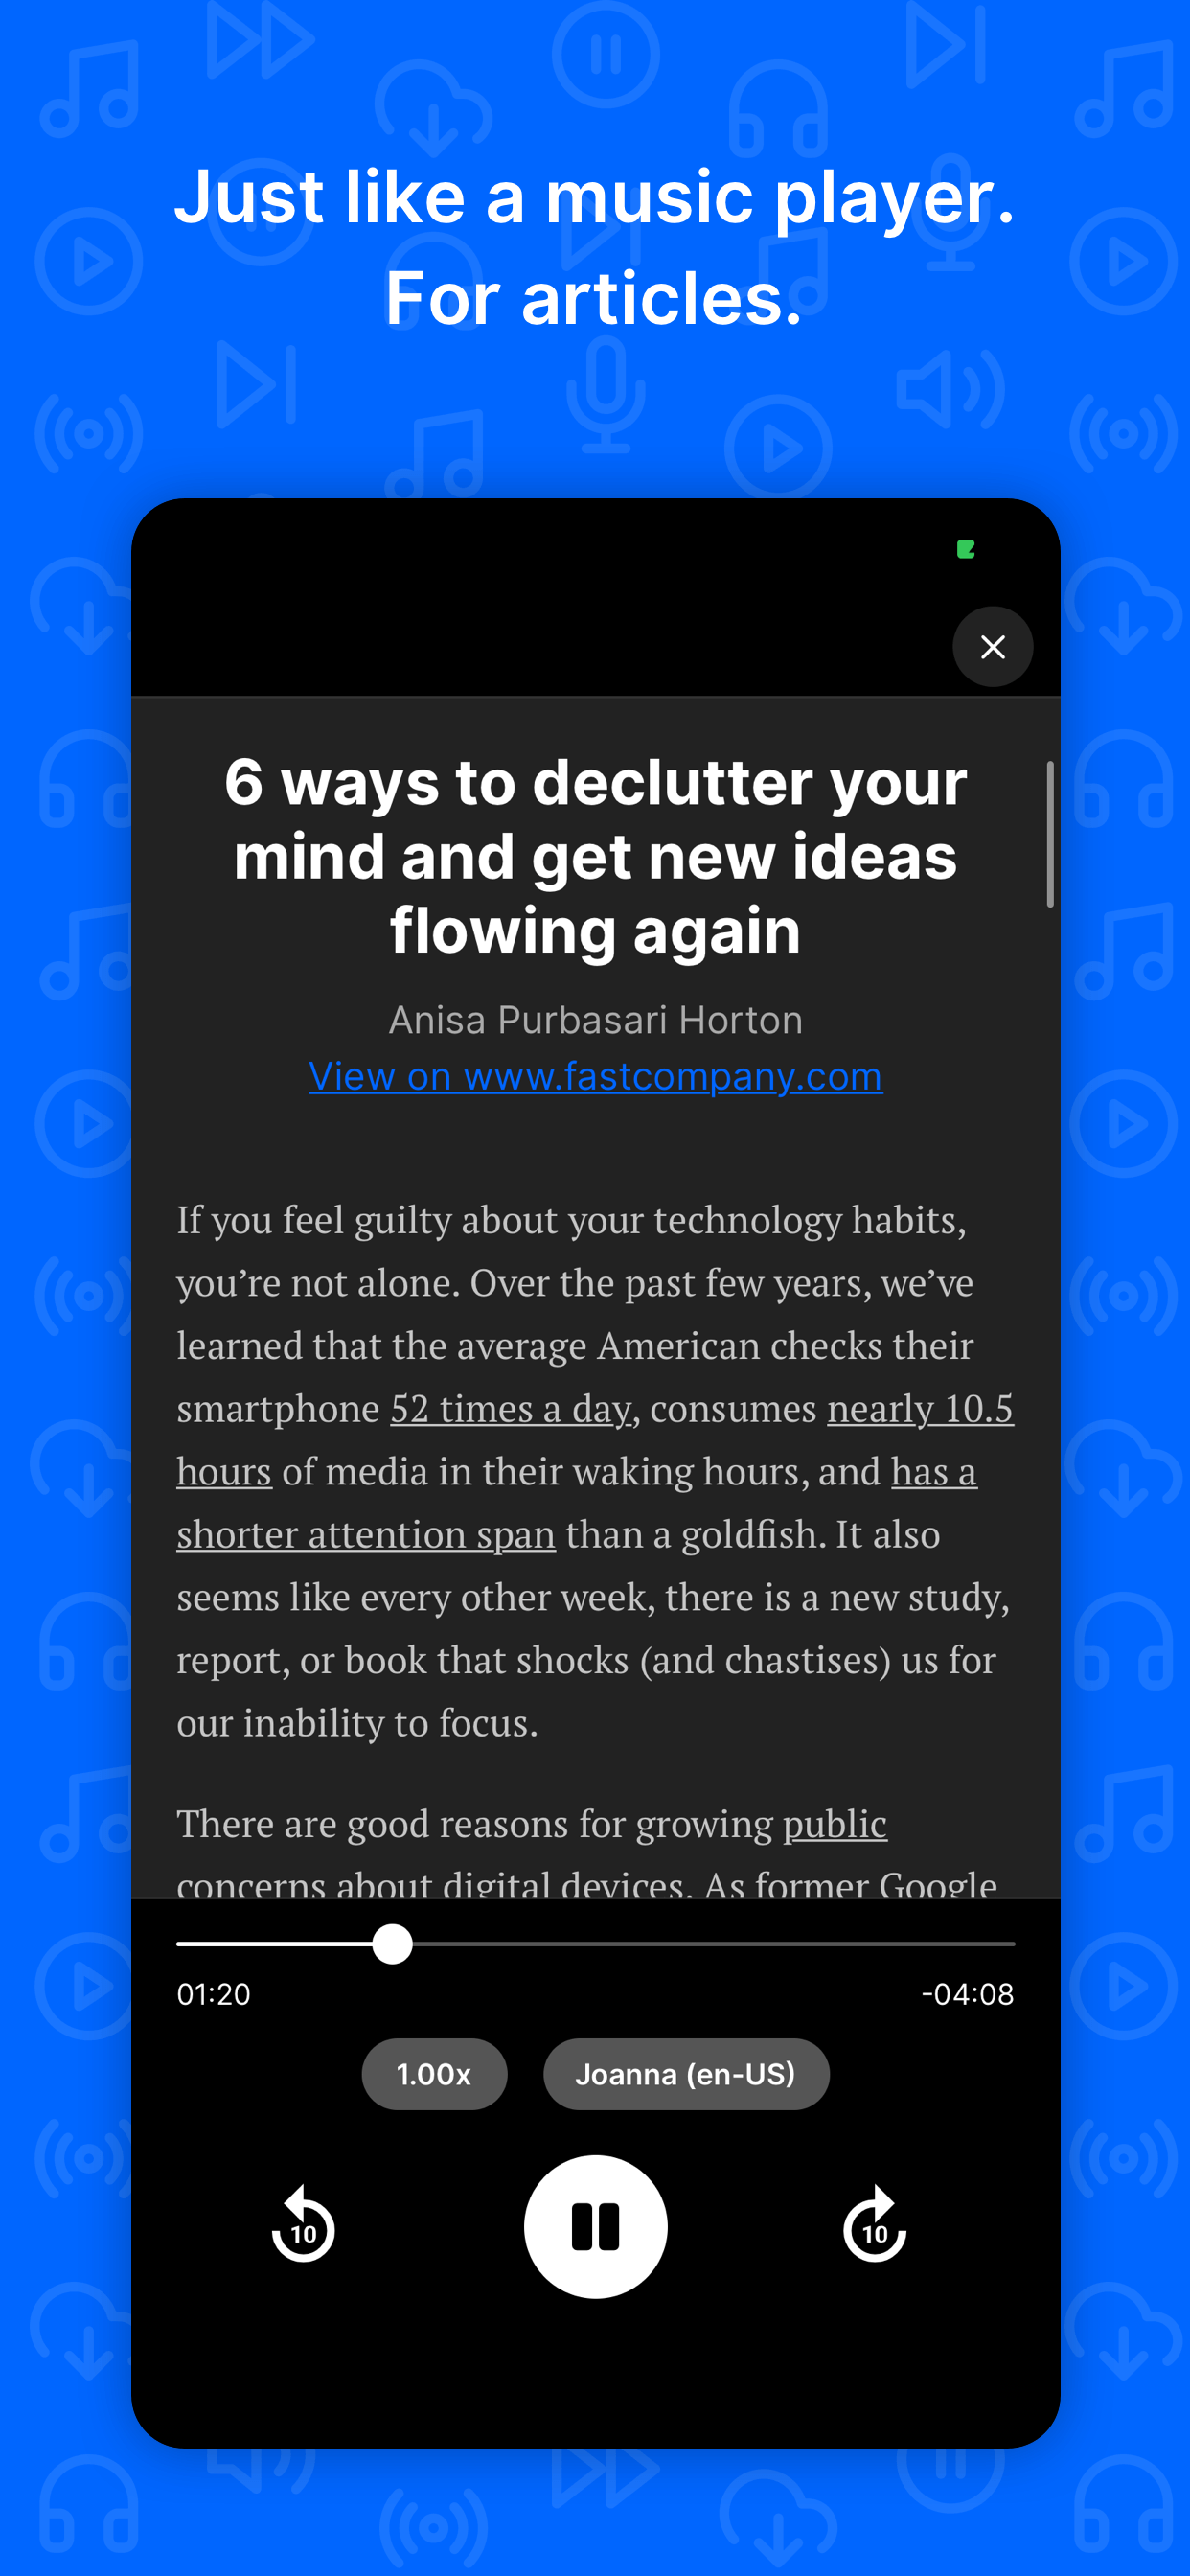 Just like a music player.
For articles.
6 ways to declutter your
mind and get new ideas
flowing again
Anisa Purbasari Horton
View on www.fastcompany.com
If you feel guilty about your technology habits,
you’re not alone. Over the past few years, we’ve
learned that the average American checks their
smartphone 52 times a day, consumes nearly 10.5
hours of media in their waking hours, and has a
shorter attention span than a goldfish. It also
seems like every other week, there is a new study,
report, or book that shocks (and chastises) us for
our inability to focus.
There are good reasons for growing public
concerns about digital devices. As former Google
01:20
-04:08
1.00x
Joanna (en-US)
10
10